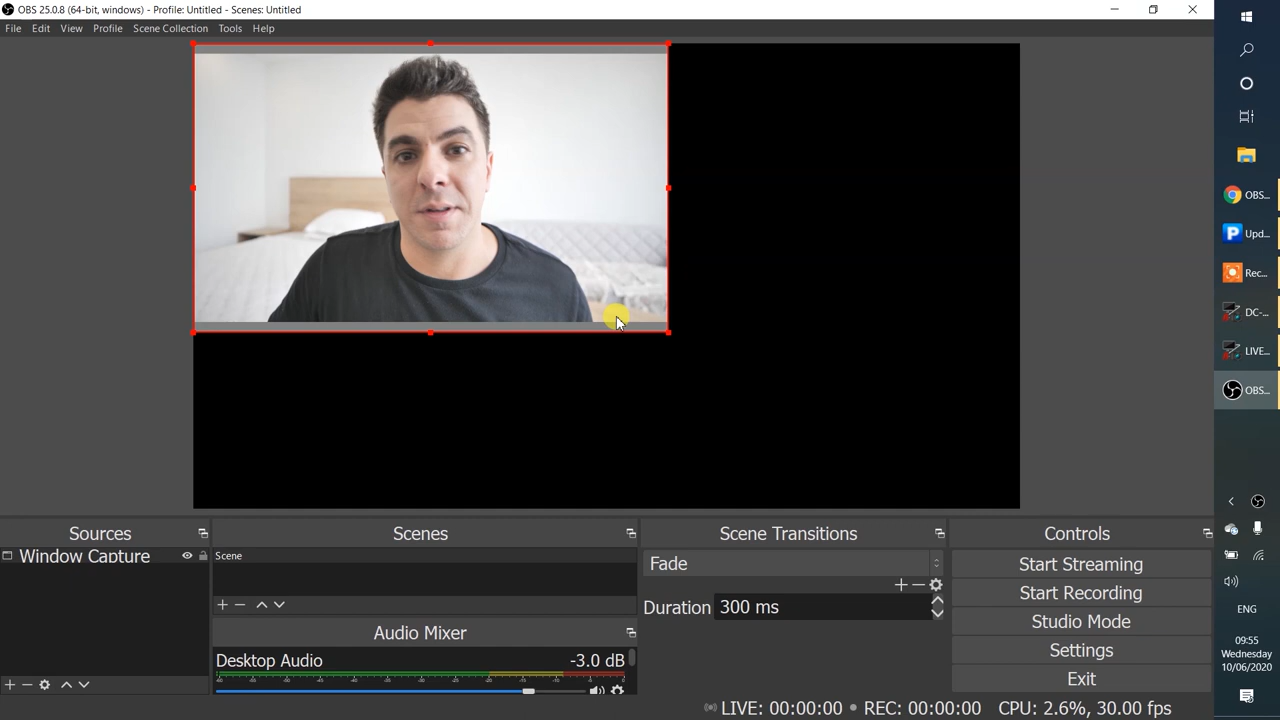 OBS 25.0.8 (64-bit, windows) - Profile: Untitled - Scenes: Untitled
File Edit View Profile Scene Collection Tools Help
OBS...
P Upd...
Rec...
DC-...
LIVE...
OBS...
Sources
Window Capture
Scenes
Scene
Audio Mixer
Desktop Audio -3.0 dB
Scene Transitions
Fade
Duration 300 ms
Controls
Start Streaming
Start Recording
Studio Mode
Settings
Exit
LIVE: 00:00:00 REC: 00:00:00 CPU: 2.6%, 30.00 fps
ENG
09:55
Wednesday
10/06/2020